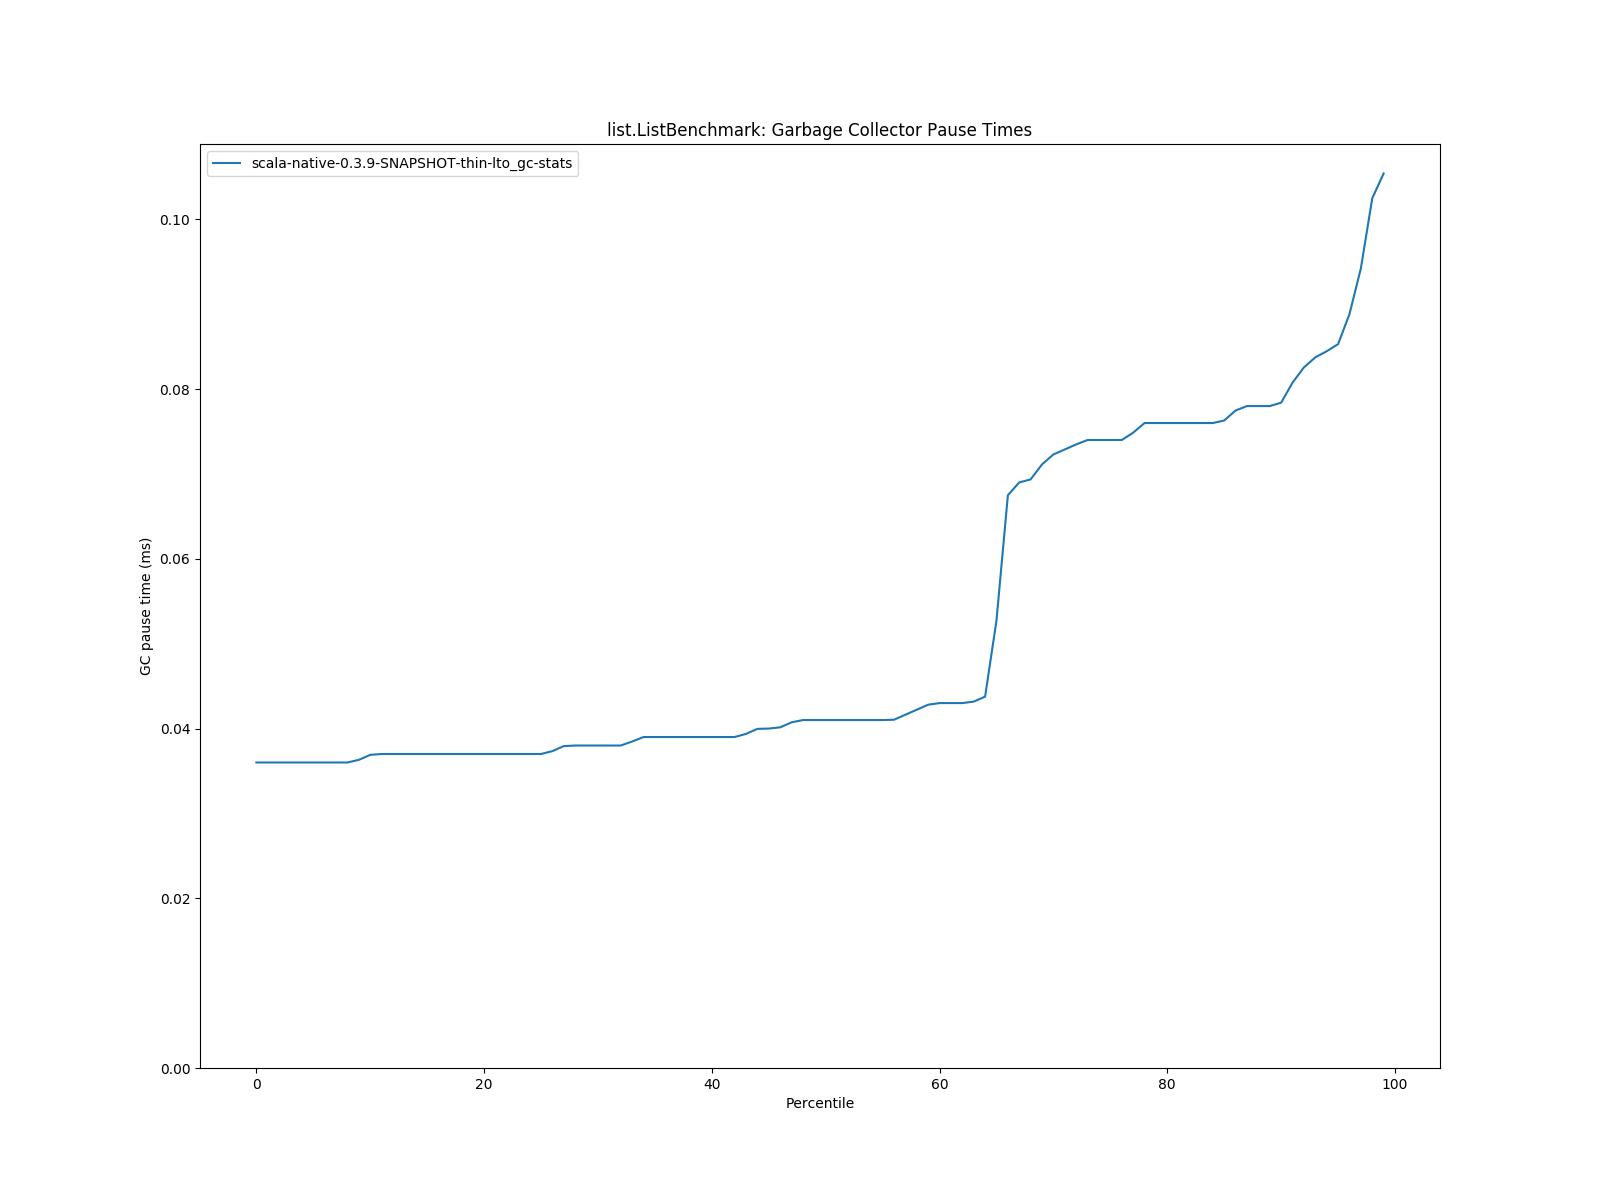 list.ListBenchmark: Garbage Collector Pause Times
scala-native-0.3.9-SNAPSHOT-thin-lto_gc-stats
0.10
0.08
0.06
0.04
0.02
0.00
GC pause time (ms)
0 20 40 60 80 100
Percentile